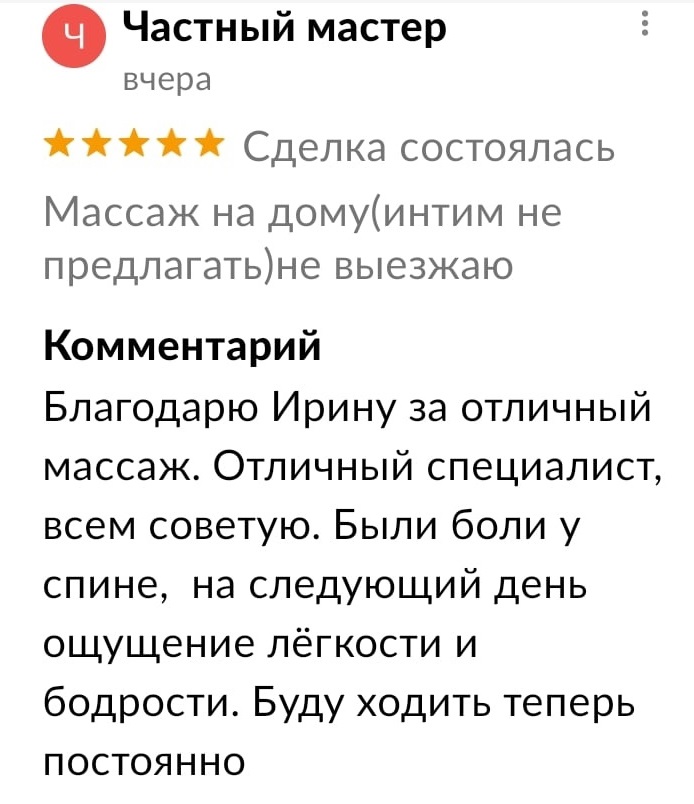 Ч
Частный мастер
вчера
Сделка состоялась
Массаж на дому(интим не
предлагать)не выезжаю
Комментарий
Благодарю Ирину за отличный
массаж. Отличный специалист,
всем советую. Были боли у
спине,  на следующий день
ощущение лёгкости и
бодрости. Буду ходить теперь
постоянно